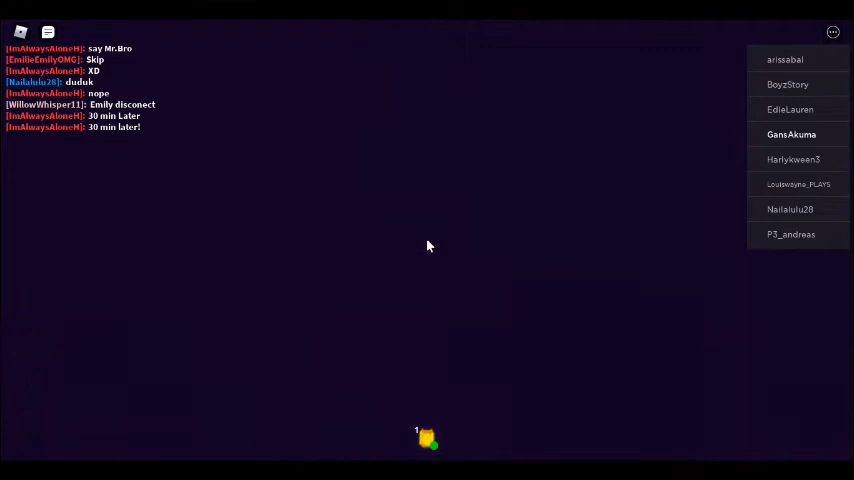 [ImAlwaysAloneH]: say Mr.Bro
[EmilieEmilyOMG]: Skip
[ImAlwaysAloneH]: XD
[Nailalulu28]: duduk
[ImAlwaysAloneH]: nope
[WillowWhisper11]: Emily disconect
[ImAlwaysAloneH]: 30 min Later
[ImAlwaysAloneH]: 30 min later!
arissabal
BoyzStory
EdieLauren
GansAkuma
Harlykween3
Louiswayne_PLAYS
Nailalulu28
P3_andreas
1